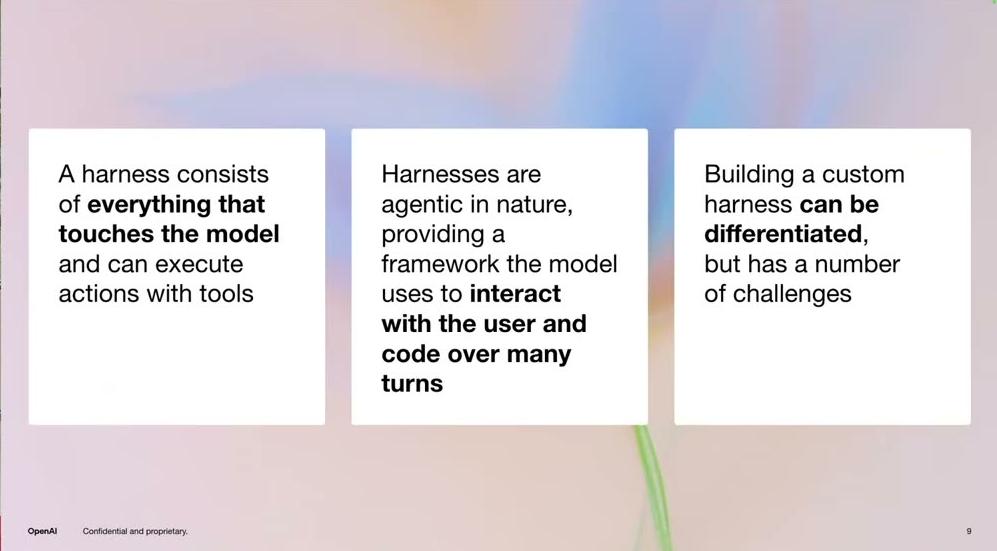 A harness consists
of everything that
touches the model
and can execute
actions with tools
Harnesses are
agentic in nature,
providing a
framework the model
uses to interact
with the user and
code over many
turns
Building a custom
harness can be
differentiated,
but has a number
of challenges
OpenAI Confidential and proprietary. 9